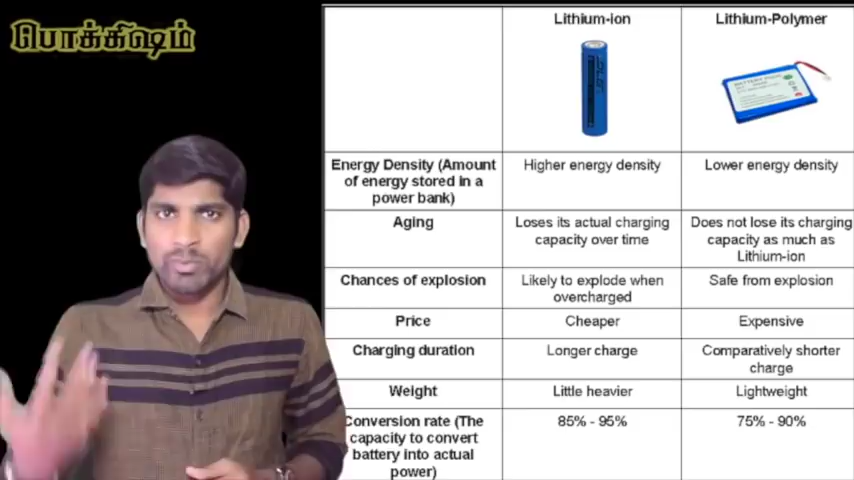 பொக்கிஷம்
Lithium-ion
Lithium-Polymer
Energy Density (Amount
of energy stored in a
power bank)
Higher energy density
Lower energy density
Aging
Loses its actual charging
capacity over time
Does not lose its charging
capacity as much as
Lithium-ion
Chances of explosion
Likely to explode when
overcharged
Safe from explosion
Price
Cheaper
Expensive
Charging duration
Longer charge
Comparatively shorter
charge
Weight
Little heavier
Lightweight
Conversion rate (The
capacity to convert
battery into actual
power)
85% - 95%
75% - 90%